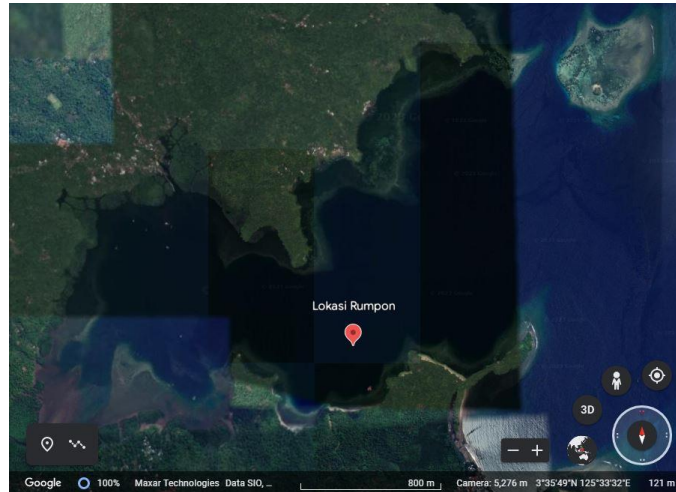 Lokasi Rumpon
3D
Google 100% Maxar Technologies Data SIO, ... 800 m Camera: 5,276 m 3°35'49"N 125°33'32"E 121 m